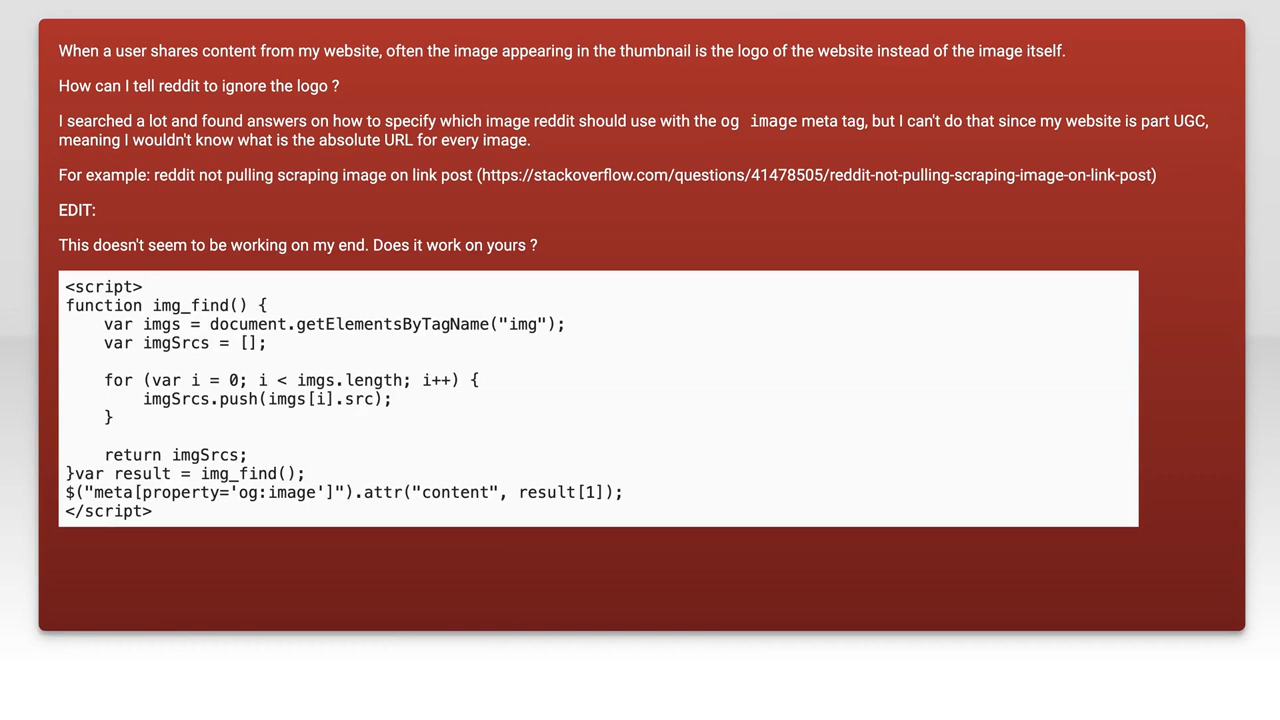 When a user shares content from my website, often the image appearing in the thumbnail is the logo of the website instead of the image itself.
How can I tell reddit to ignore the logo ?
I searched a lot and found answers on how to specify which image reddit should use with the og image meta tag, but I can't do that since my website is part UGC,
meaning I wouldn't know what is the absolute URL for every image.
For example: reddit not pulling scraping image on link post (https://stackoverflow.com/questions/41478505/reddit-not-pulling-scraping-image-on-link-post)
EDIT:
This doesn't seem to be working on my end. Does it work on yours ?
<script>
function img_find() {
    var imgs = document.getElementsByTagName("img");
    var imgSrcs = [];
    for (var i = 0; i < imgs.length; i++) {
        imgSrcs.push(imgs[i].src);
    }
    return imgSrcs;
}var result = img_find();
$("meta[property='og:image']").attr("content", result[1]);
</script>